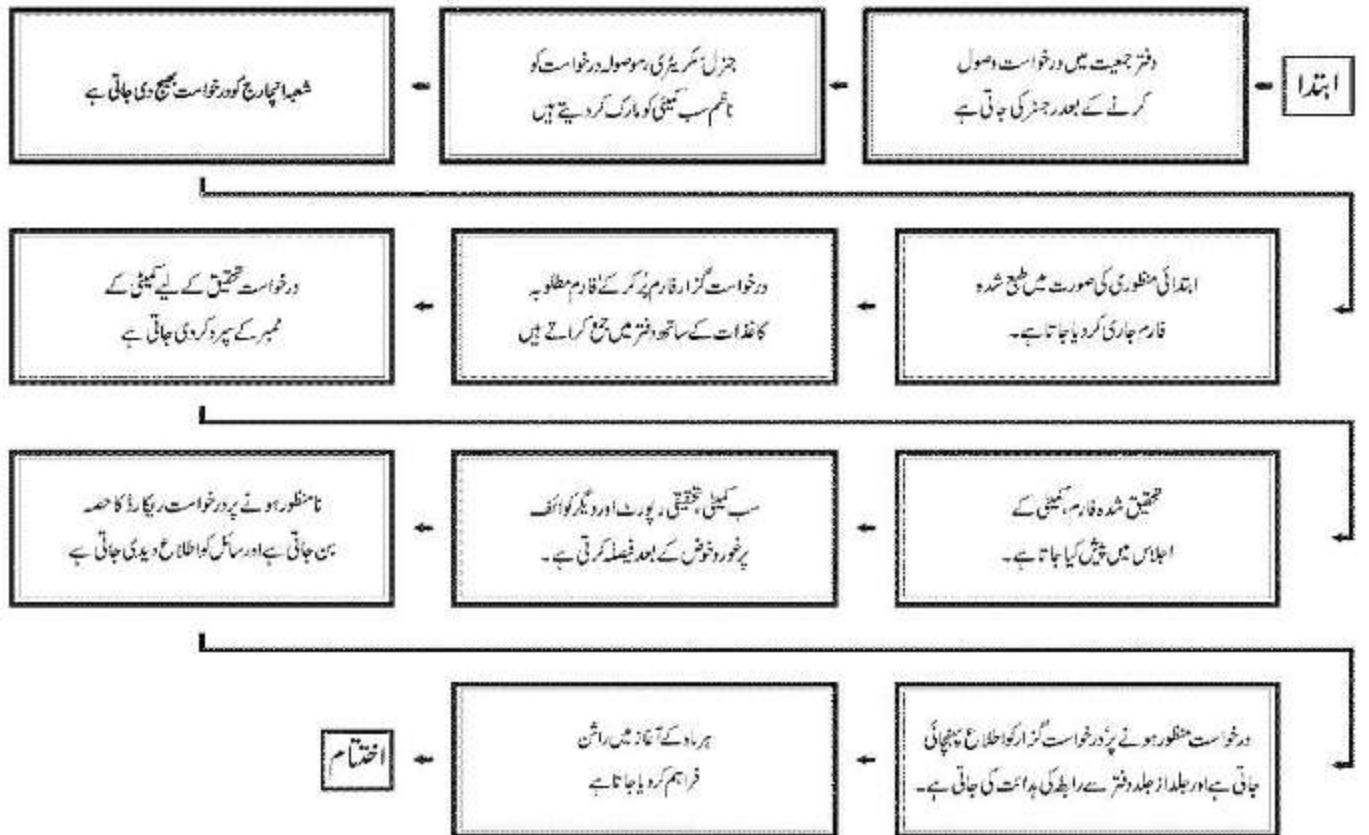 ابتدا
دفتر جمعیت میں درخواست وصول
کرنے کے بعد رجسٹر کی جاتی ہے
جنرل سکریٹری، موصولہ درخواست کو
ناظم سب کمیٹی کو مارک کر دیتے ہیں
شعبہ انچارج کو درخواست بھیج دی جاتی ہے
ابتدائی منظوری کی صورت میں طبع شدہ
فارم جاری کر دیا جاتا ہے۔
درخواست گزار فارم پُر کر کے فارم مطلوبہ
کاغذات کے ساتھ دفتر میں جمع کراتے ہیں
درخواست تحقیق کے لیے کمیٹی کے
ممبر کے سپرد کر دی جاتی ہے
تحقیق شدہ فارم، کمیٹی کے
اجلاس میں پیش کیا جاتا ہے۔
سب کمیٹی، تحقیقی رپورٹ اور دیگر کوائف
پر غور و خوض کے بعد فیصلہ کرتی ہے۔
نا منظور ہونے پر درخواست ریکارڈ کا حصہ
بن جاتی ہے اور سائل کو اطلاع دیدی جاتی ہے
درخواست منظور ہونے پر درخواست گزار کو اطلاع پہنچائی
جاتی ہے اور جلد از جلد دفتر سے رابطہ کی ہدائت کی جاتی ہے۔
ہر ماہ کے آغاز میں راشن
فراہم کر دیا جاتا ہے
اختتام